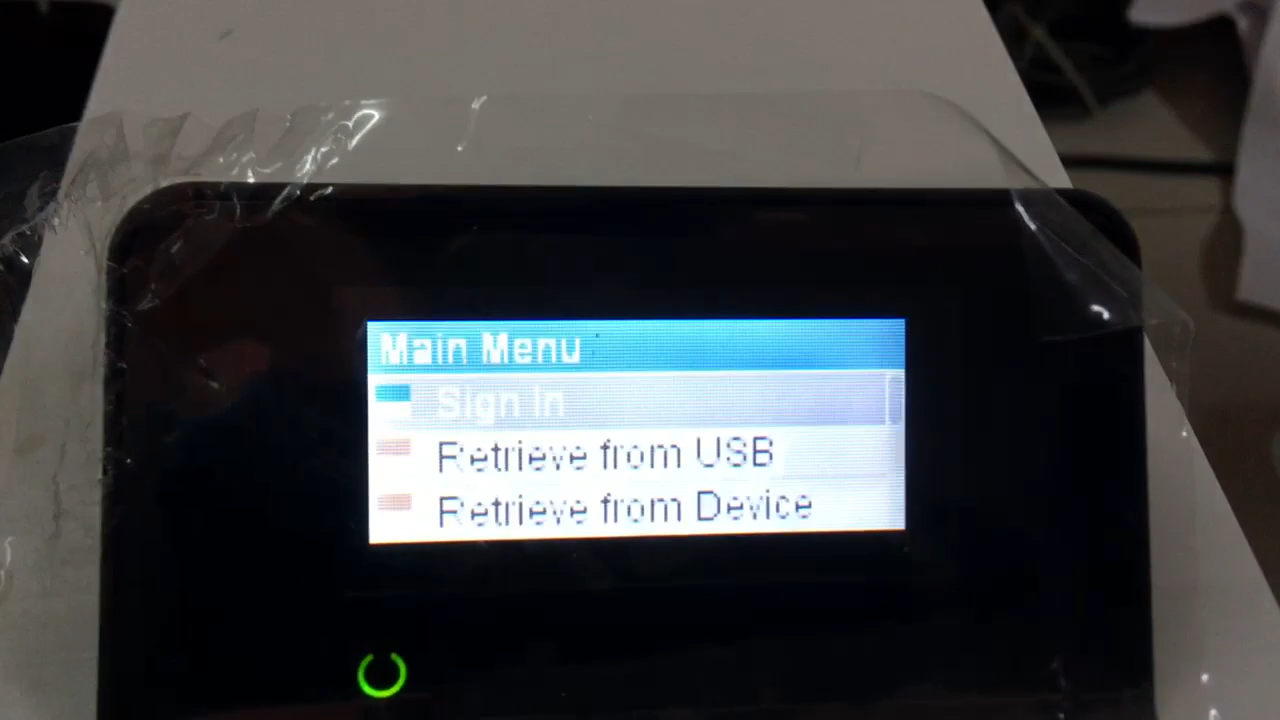 Main Menu
Sign In
Retrieve from USB
Retrieve from Device